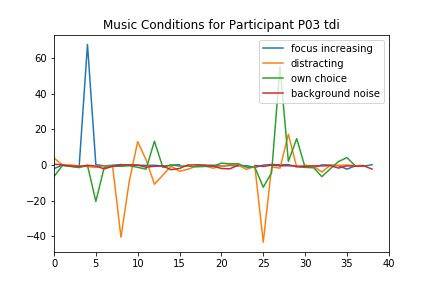 Music Conditions for Participant P03 tdi
focus increasing
distracting
own choice
background noise
60
40
20
0
−20
−40
0 5 10 15 20 25 30 35 40